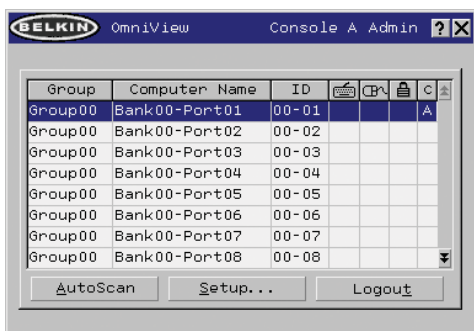 BELKIN OmniView Console A Admin ? X
Group Computer Name ID C
Group00 Bank00-Port01 00-01 A
Group00 Bank00-Port02 00-02
Group00 Bank00-Port03 00-03
Group00 Bank00-Port04 00-04
Group00 Bank00-Port05 00-05
Group00 Bank00-Port06 00-06
Group00 Bank00-Port07 00-07
Group00 Bank00-Port08 00-08
AutoScan Setup... Logout